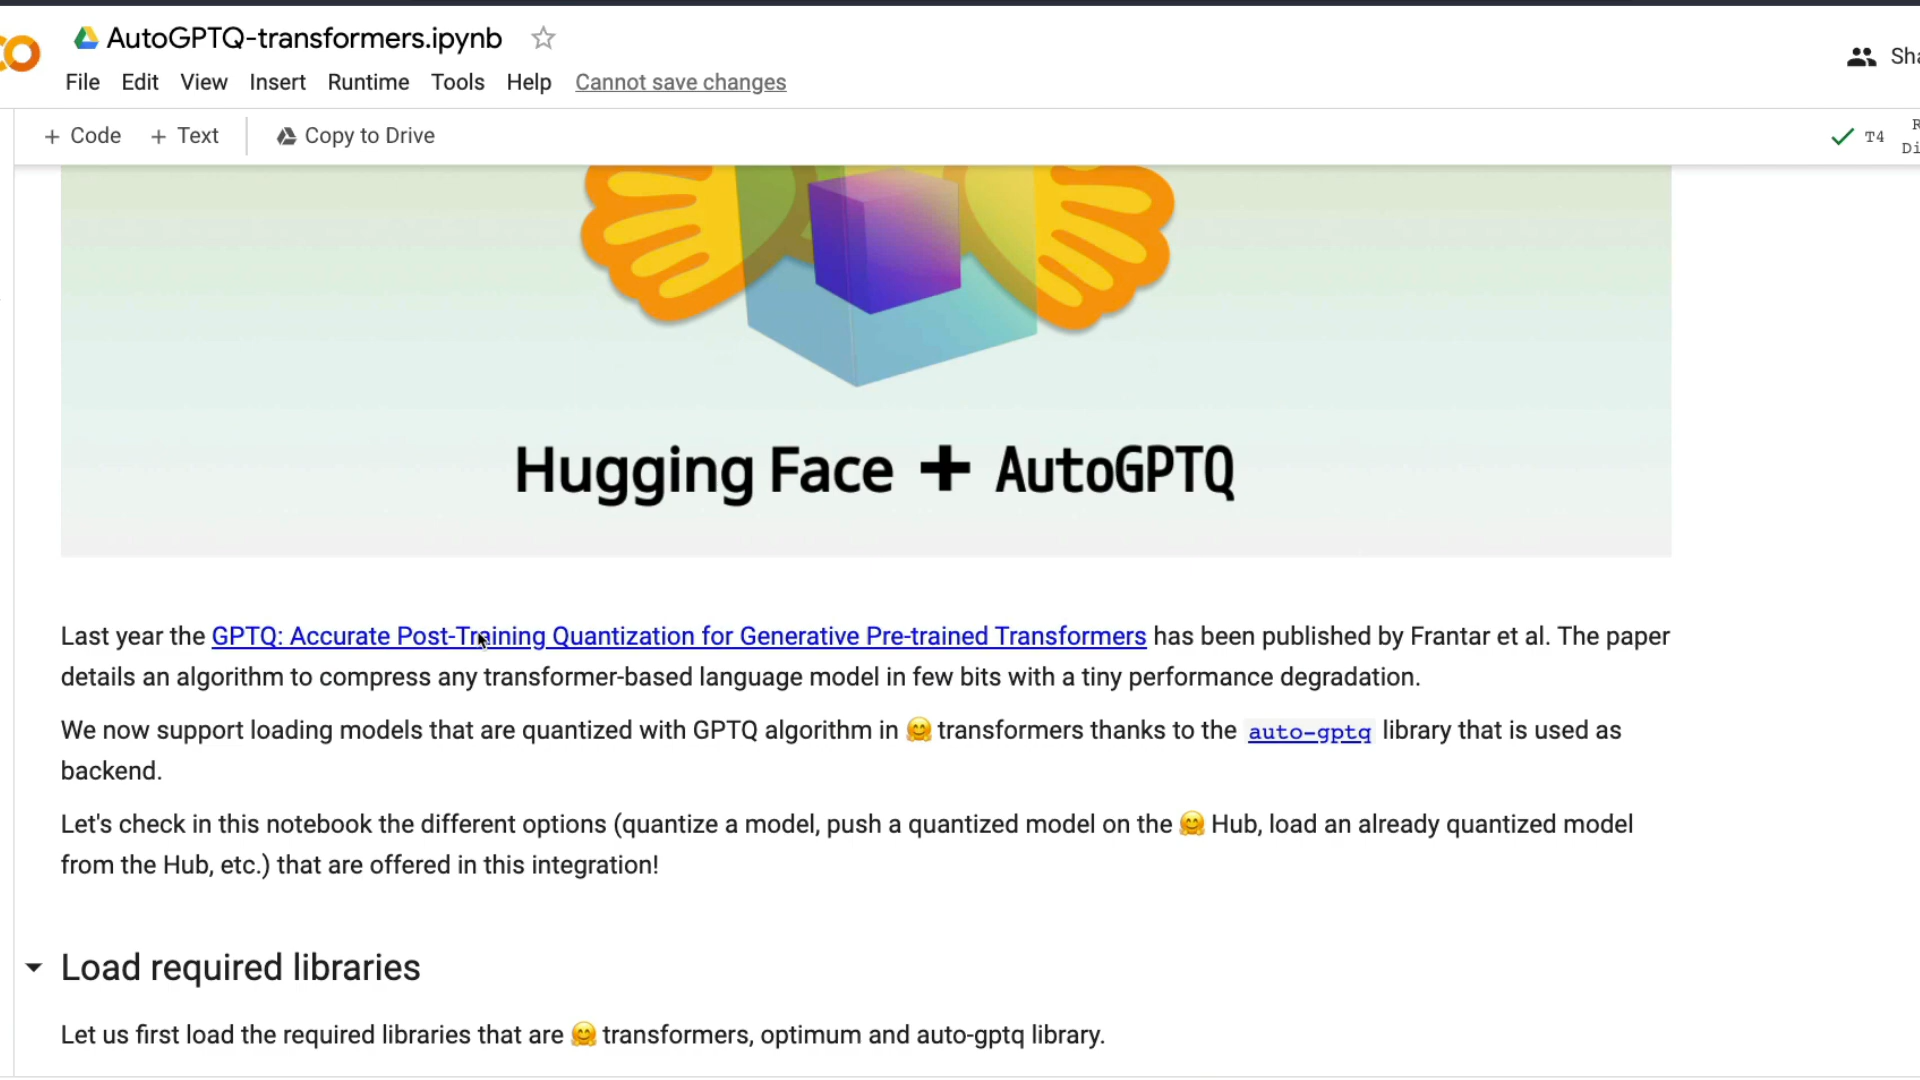 AutoGPTQ-transformers.ipynb
File Edit View Insert Runtime Tools Help Cannot save changes
+ Code + Text Copy to Drive
T4
Hugging Face + AutoGPTQ
Last year the GPTQ: Accurate Post-Training Quantization for Generative Pre-trained Transformers has been published by Frantar et al. The paper
details an algorithm to compress any transformer-based language model in few bits with a tiny performance degradation.
We now support loading models that are quantized with GPTQ algorithm in 🤗 transformers thanks to the auto-gptq library that is used as
backend.
Let's check in this notebook the different options (quantize a model, push a quantized model on the 🤗 Hub, load an already quantized model
from the Hub, etc.) that are offered in this integration!
Load required libraries
Let us first load the required libraries that are 🤗 transformers, optimum and auto-gptq library.